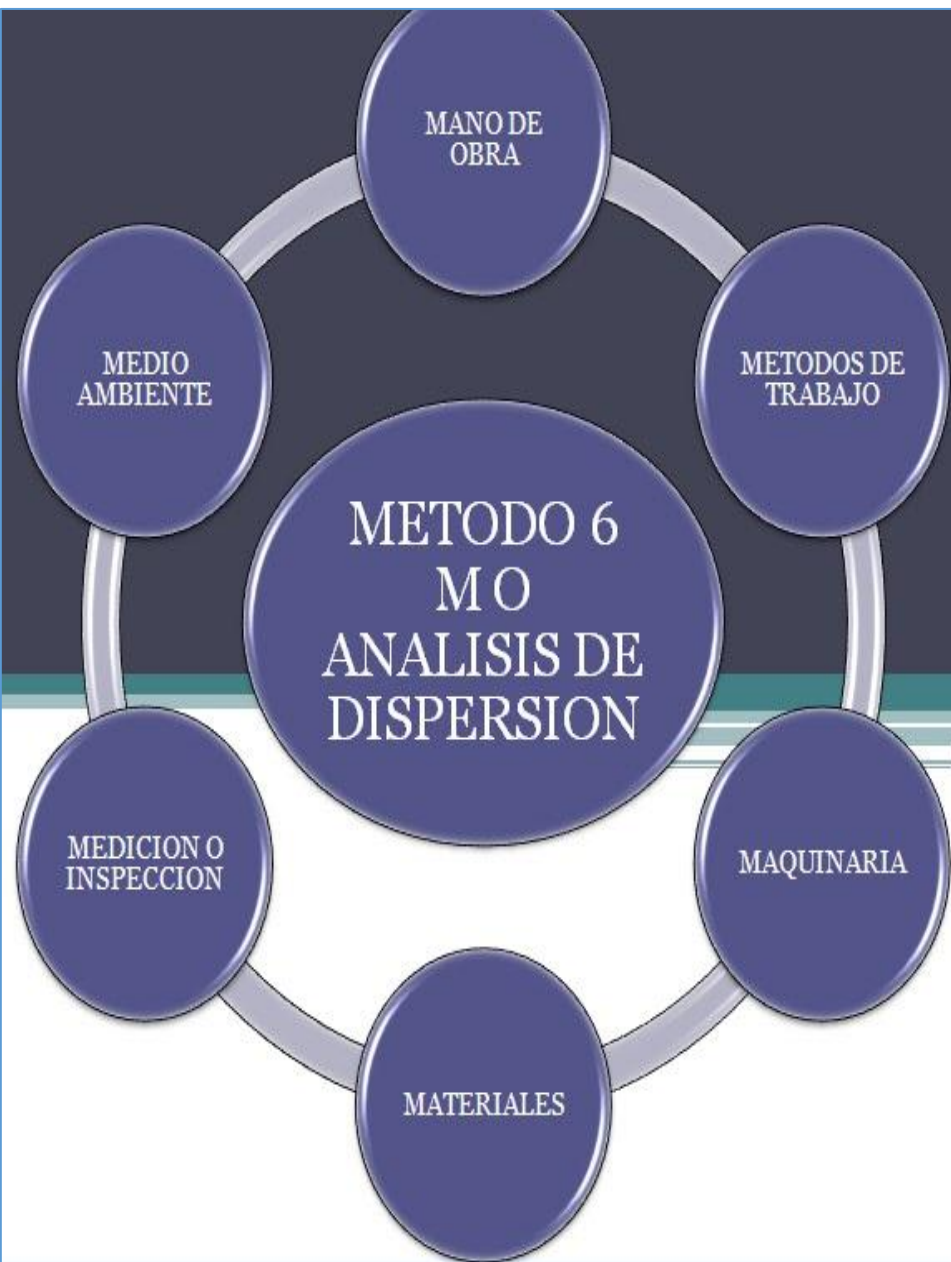 MANO DE
OBRA
METODOS DE
TRABAJO
MAQUINARIA
MATERIALES
MEDICION O
INSPECCION
MEDIO
AMBIENTE
METODO 6
M O
ANALISIS DE
DISPERSION